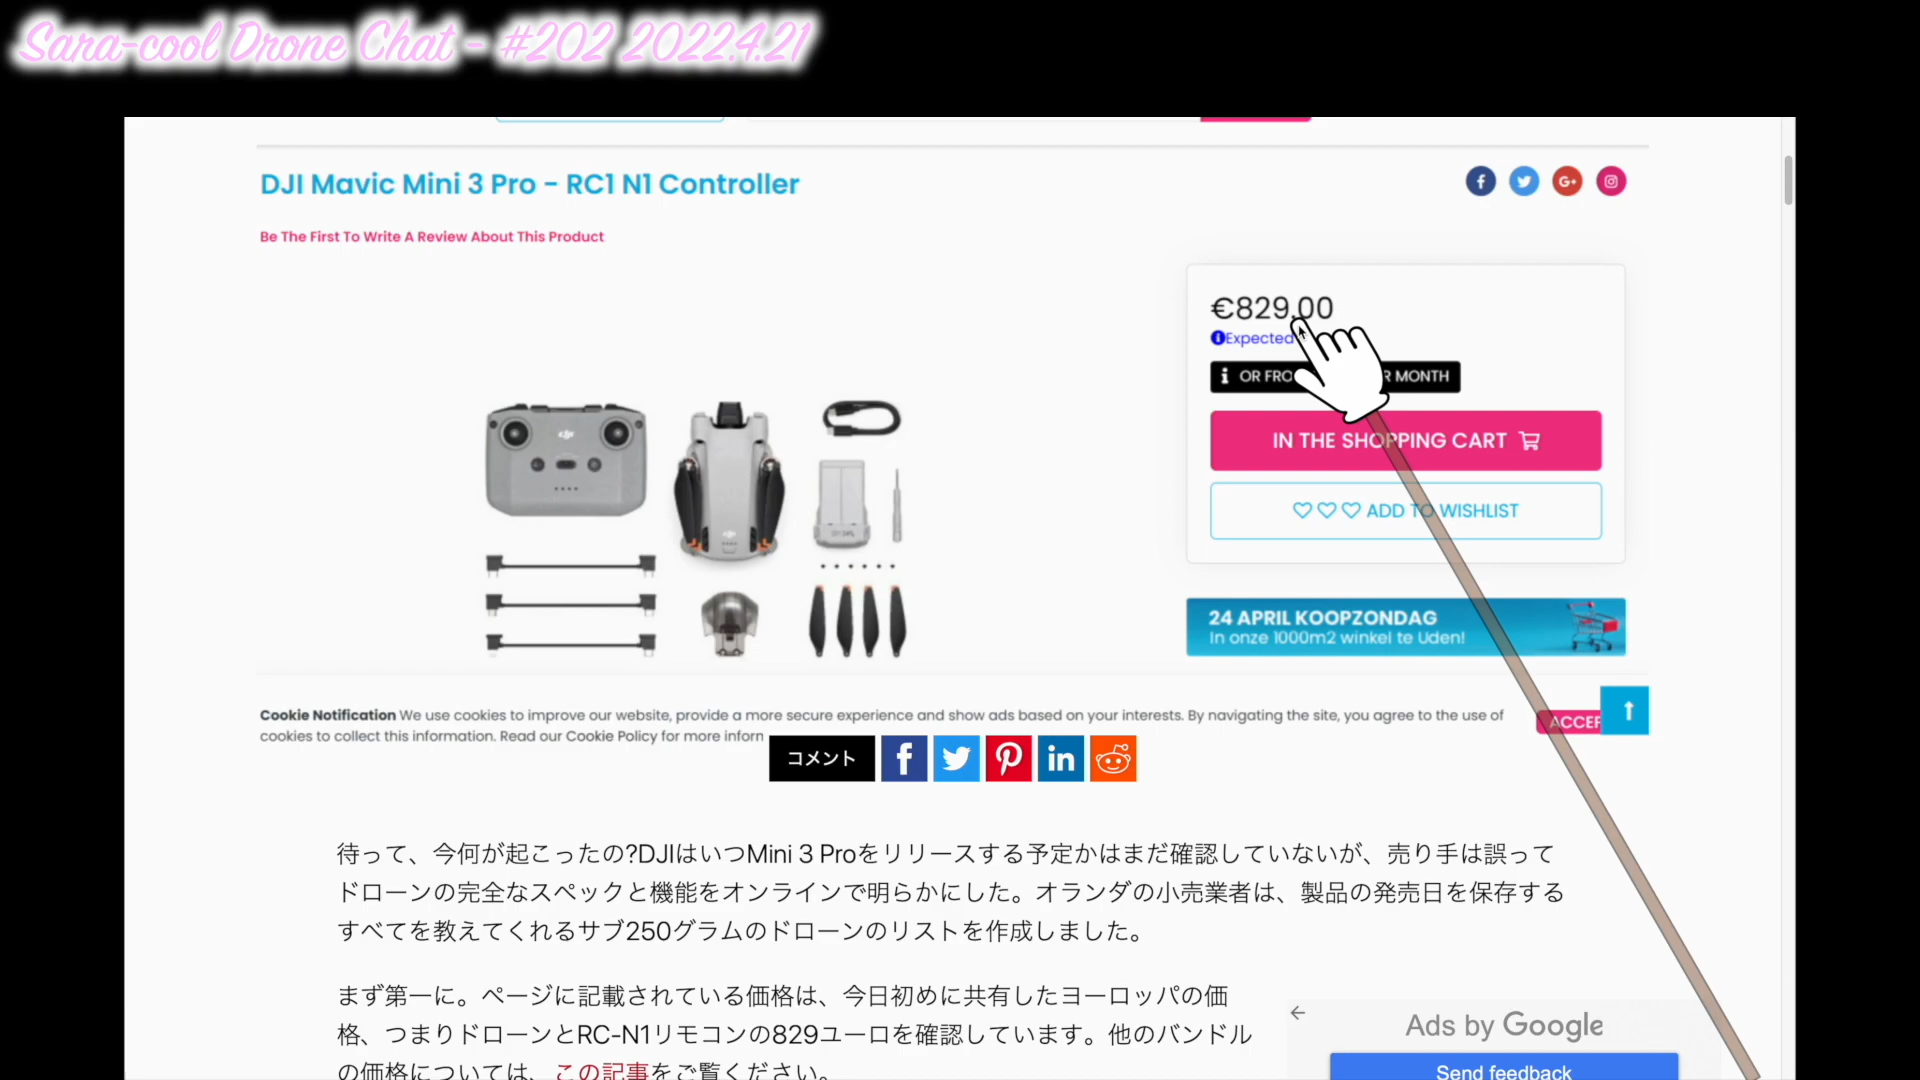 Sara-cool Drone Chat - #202 2022.4.21
DJI Mavic Mini 3 Pro - RC1 N1 Controller
Be The First To Write A Review About This Product
€829.00
Expected
OR FRO R MONTH
IN THE SHOPPING CART
ADD TO WISHLIST
24 APRIL KOOPZONDAG
In onze 1000m2 winkel te Uden!
Cookie Notification We use cookies to improve our website, provide a more secure experience and show ads based on your interests. By navigating the site, you agree to the use of
cookies to collect this information. Read our Cookie Policy for more inforn
ACCEF
コメント
待って、今何が起こったの?DJIはいつMini 3 Proをリリースする予定かはまだ確認していないが、売り手は誤って
ドローンの完全なスペックと機能をオンラインで明らかにした。オランダの小売業者は、製品の発売日を保存する
すべてを教えてくれるサブ250グラムのドローンのリストを作成しました。
まず第一に。ページに記載されている価格は、今日初めに共有したヨーロッパの価
格、つまりドローンとRC-N1リモコンの829ユーロを確認しています。他のバンドル
の価格については、この記事をご覧ください。
Ads by Google
Send feedback